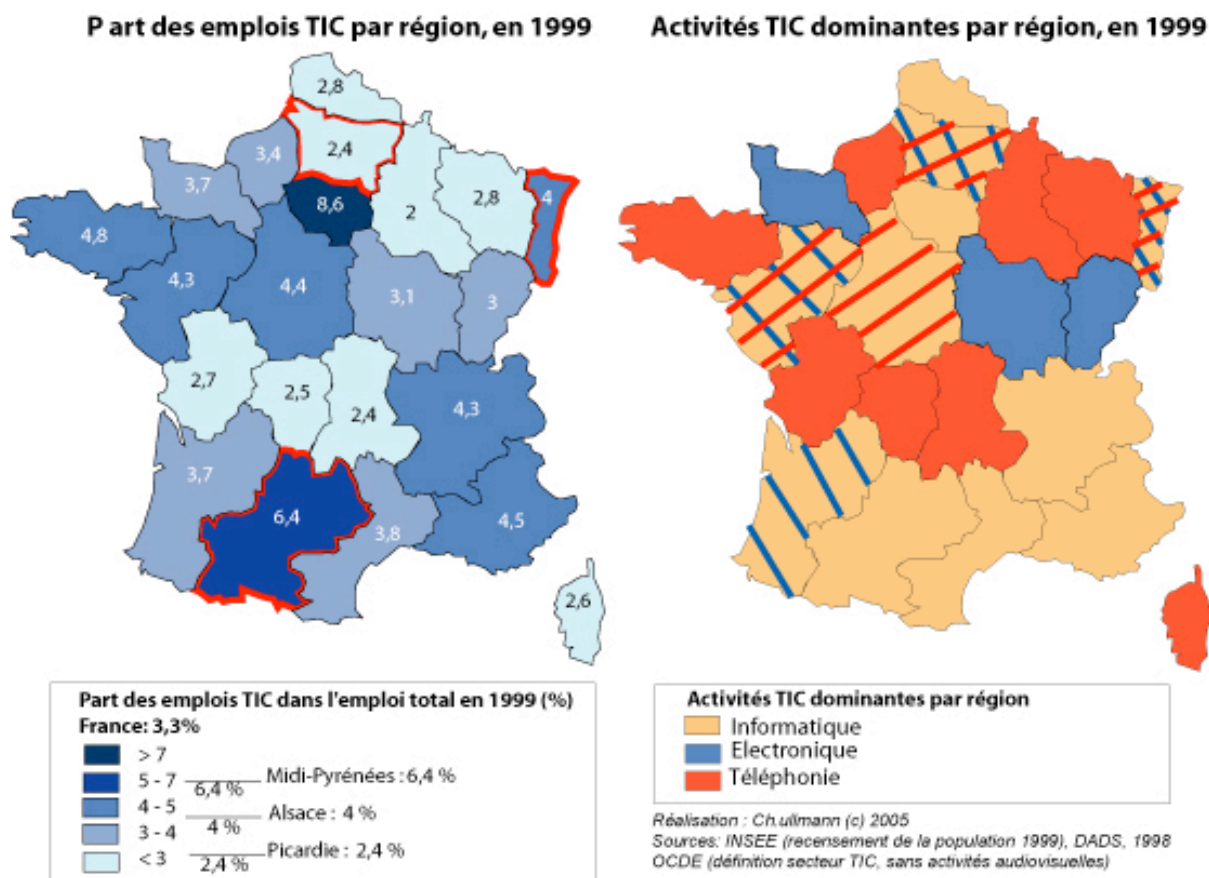 P art des emplois TIC par région, en 1999
2,8
2,4
3,4
3,7
8,6
2
2,8
4
4,8
4,3
4,4
3,1
3
2,7
2,5
2,4
4,3
3,7
6,4
3,8
4,5
2,6
Part des emplois TIC dans l'emploi total en 1999 (%)
France: 3,3%
> 7
5 - 7
6,4 %
Midi-Pyrénées : 6,4 %
4 - 5
4 %
Alsace : 4 %
3 - 4
2,4 %
Picardie : 2,4 %
< 3
Activités TIC dominantes par région, en 1999
Activités TIC dominantes par région
Informatique
Electronique
Téléphonie
Réalisation : Ch.ullmann (c) 2005
Sources: INSEE (recensement de la population 1999), DADS, 1998
OCDE (définition secteur TIC, sans activités audiovisuelles)